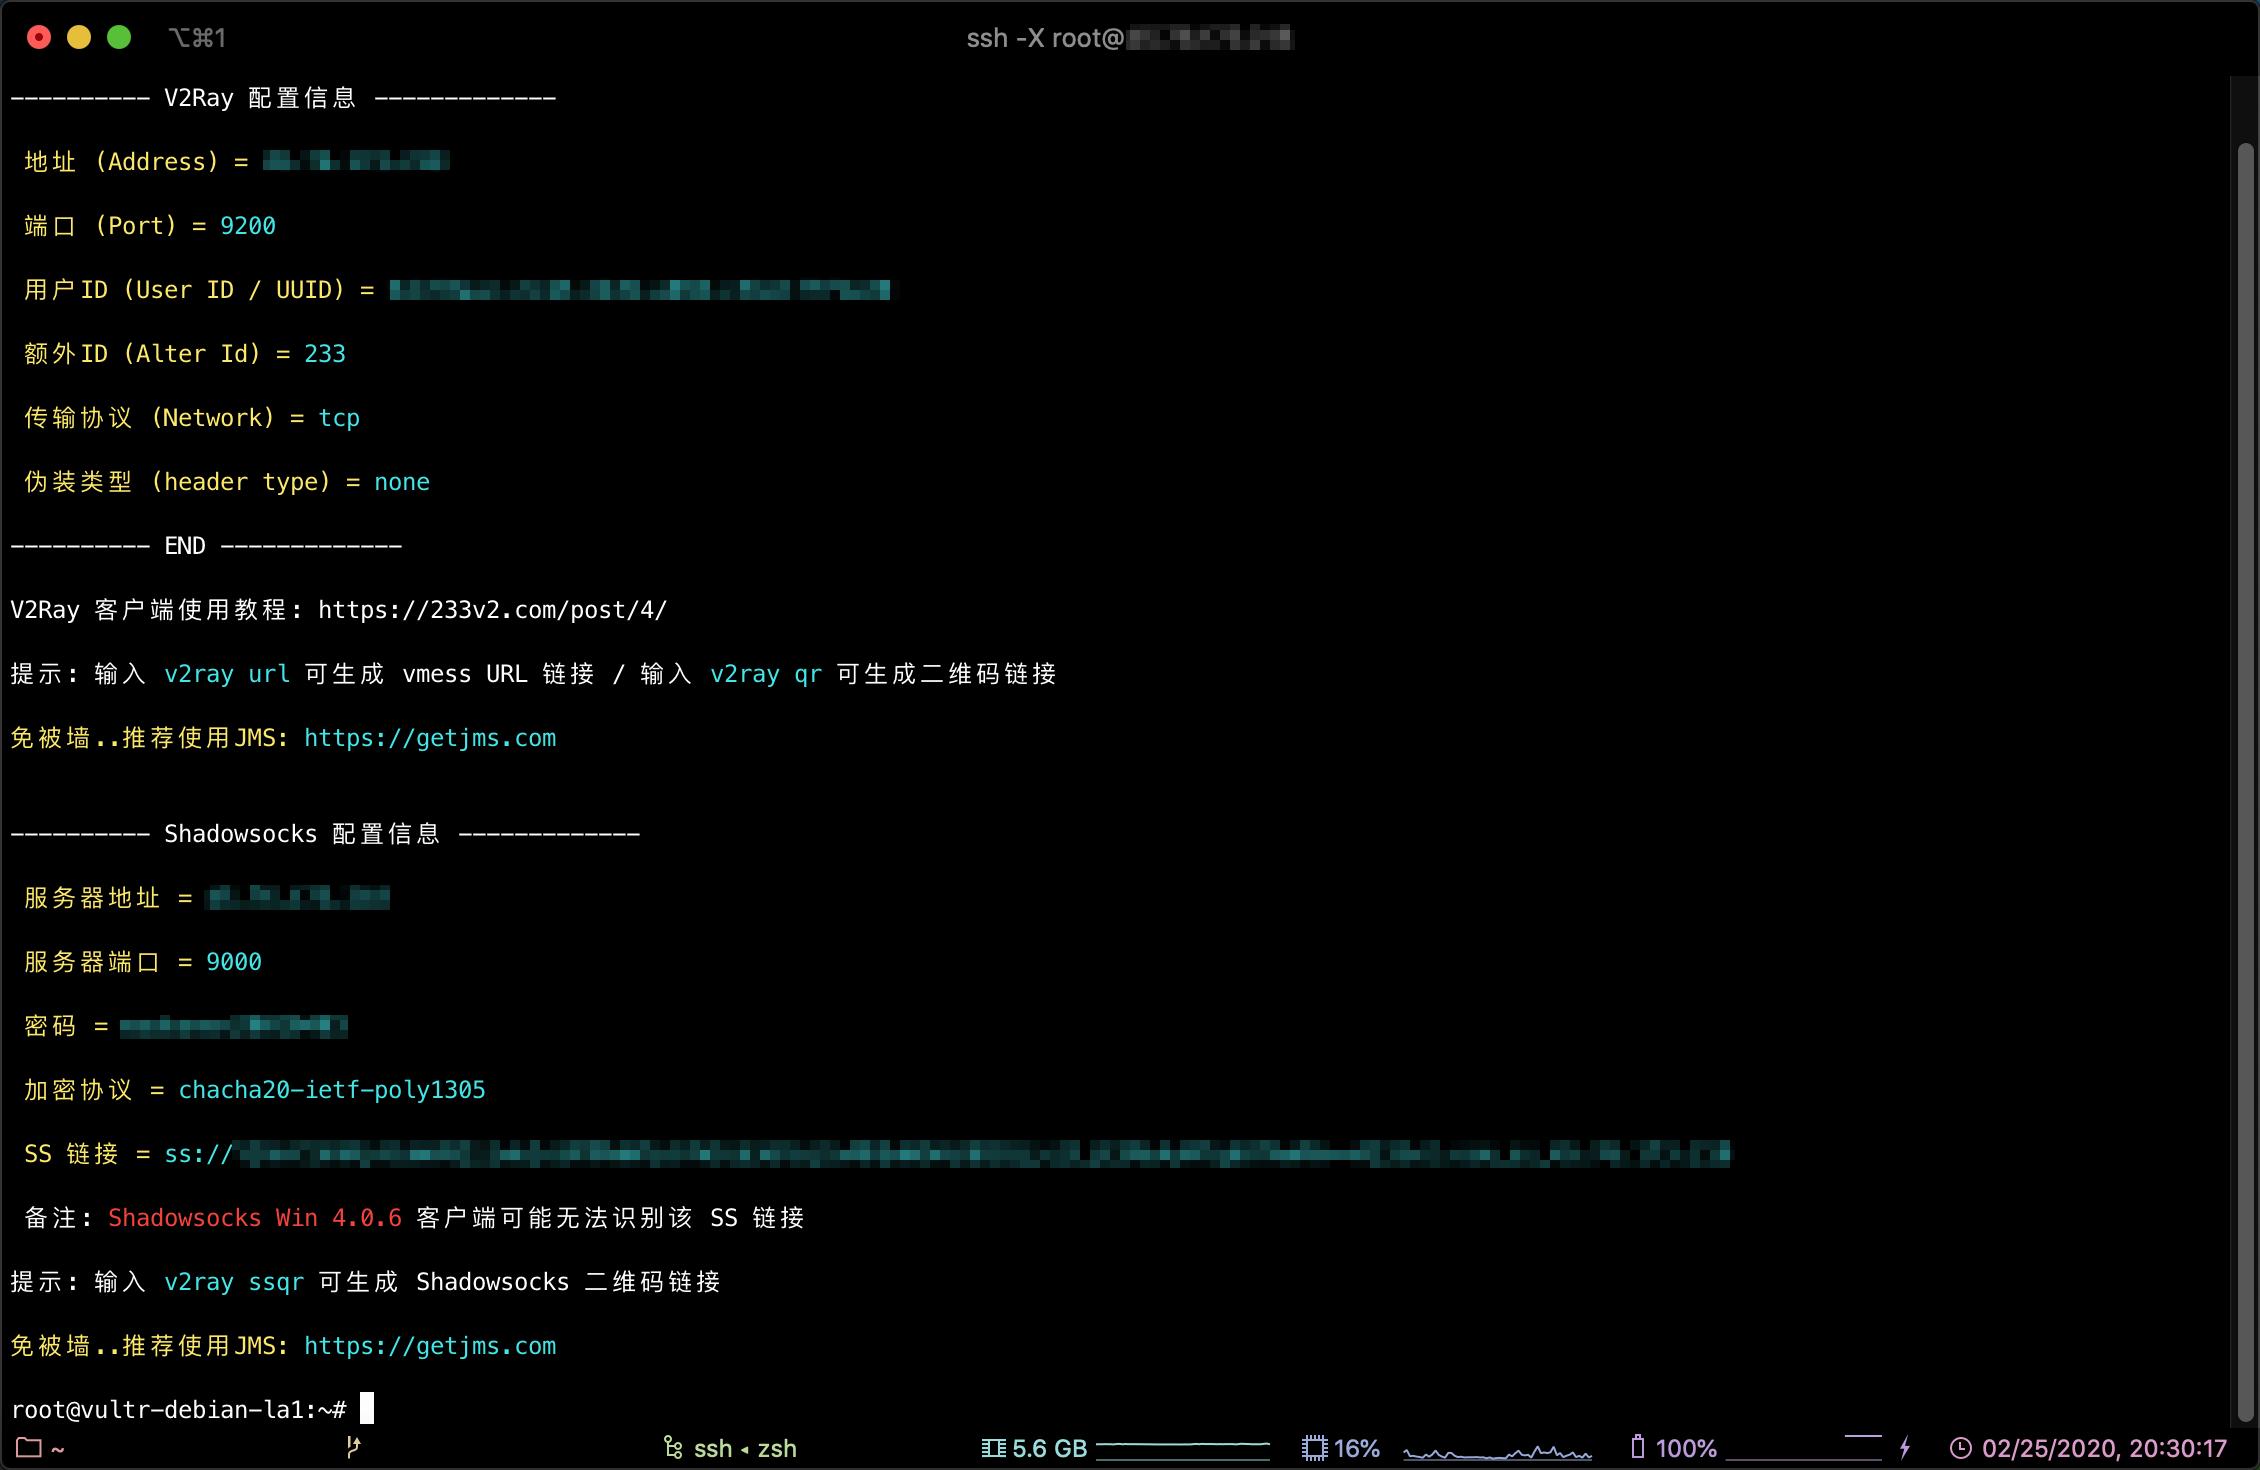 ⌥⌘1
ssh -X root@
---------- V2Ray 配置信息 -------------
地址 (Address) =
端口 (Port) = 9200
用户ID (User ID / UUID) =
额外ID (Alter Id) = 233
传输协议 (Network) = tcp
伪装类型 (header type) = none
---------- END -------------
V2Ray 客户端使用教程: https://233v2.com/post/4/
提示: 输入 v2ray url 可生成 vmess URL 链接 / 输入 v2ray qr 可生成二维码链接
免被墙..推荐使用JMS: https://getjms.com
---------- Shadowsocks 配置信息 -------------
服务器地址 =
服务器端口 = 9000
密码 =
加密协议 = chacha20-ietf-poly1305
SS 链接 = ss://
备注: Shadowsocks Win 4.0.6 客户端可能无法识别该 SS 链接
提示: 输入 v2ray ssqr 可生成 Shadowsocks 二维码链接
免被墙..推荐使用JMS: https://getjms.com
root@vultr-debian-la1:~#
~ ssh ◂ zsh 5.6 GB 16% 100% 02/25/2020, 20:30:17